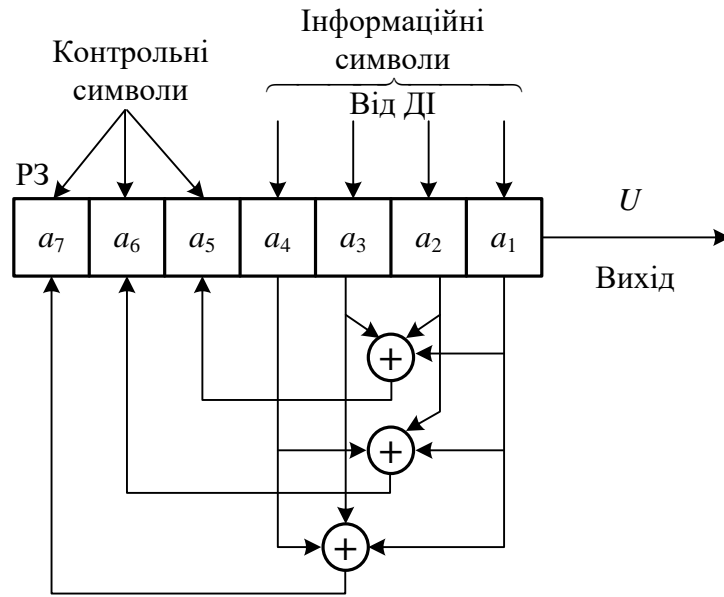 Інформаційні
символи
Контрольні
символи
Від ДІ
РЗ
a7 a6 a5 a4 a3 a2 a1
U
Вихід
+
+
+